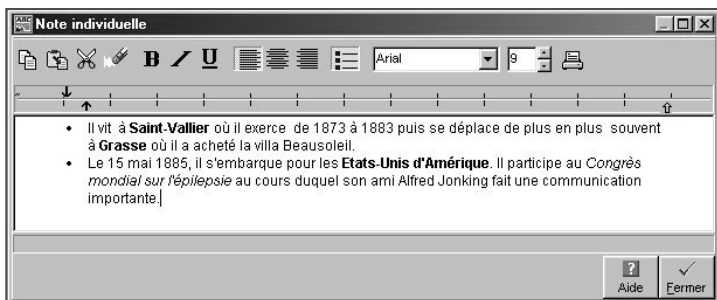 Note individuelle
B I U Arial 9
• Il vit à Saint-Vallier où il exerce de 1873 à 1883 puis se déplace de plus en plus souvent
à Grasse où il a acheté la villa Beausoleil.
• Le 15 mai 1885, il s'embarque pour les Etats-Unis d'Amérique. Il participe au Congrès
mondial sur l'épilepsie au cours duquel son ami Alfred Jonking fait une communication
importante.
? 
Aide Fermer